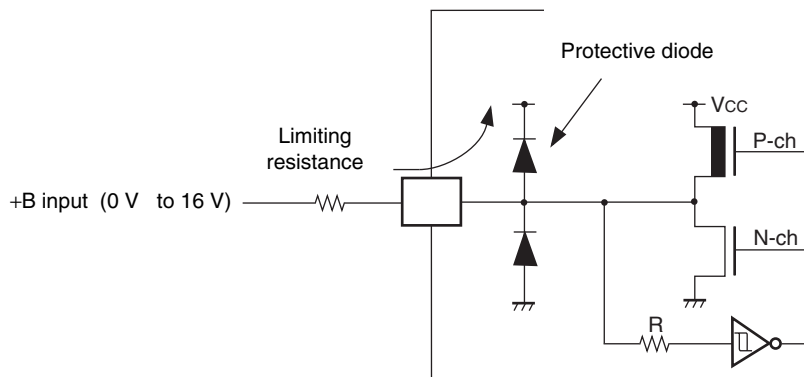 Protective diode
VCC
Limiting
resistance
P-ch
+B input (0 V to 16 V)
N-ch
R